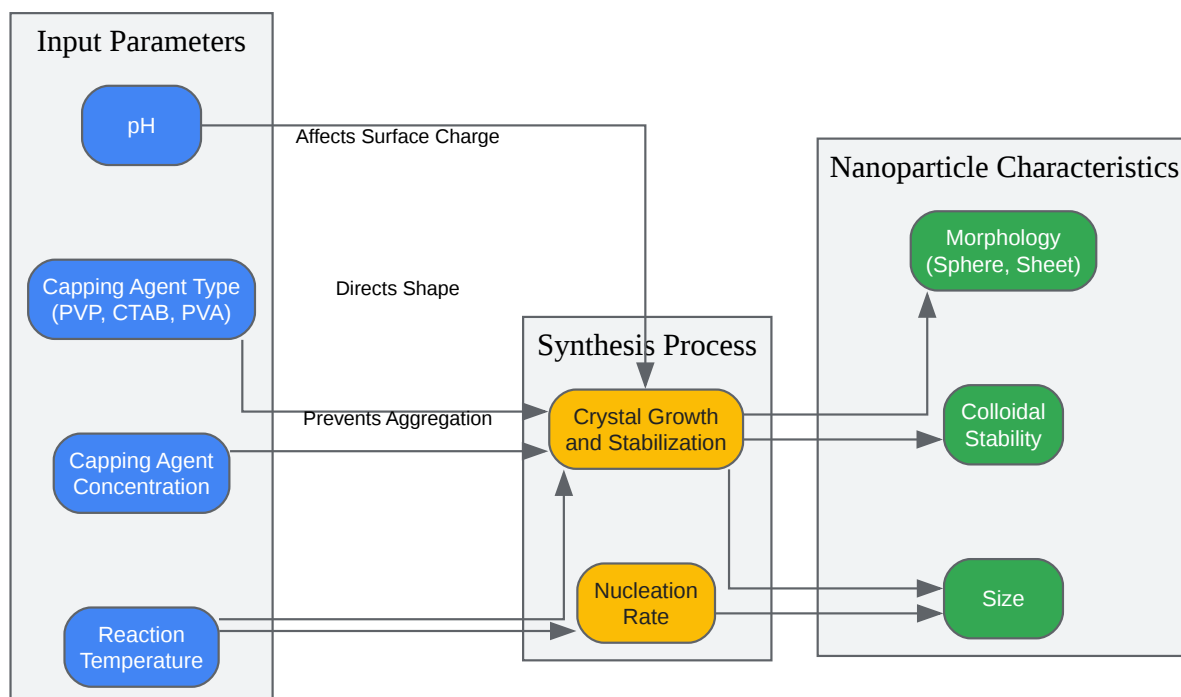 Input Parameters
pH
Affects Surface Charge
Nanoparticle Characteristics
Morphology
(Sphere, Sheet)
Capping Agent Type
(PVP, CTAB, PVA)
Directs Shape
Synthesis Process
Crystal Growth
and Stabilization
Prevents Aggregation
Colloidal
Stability
Capping Agent
Concentration
Nucleation
Rate
Size
Reaction
Temperature